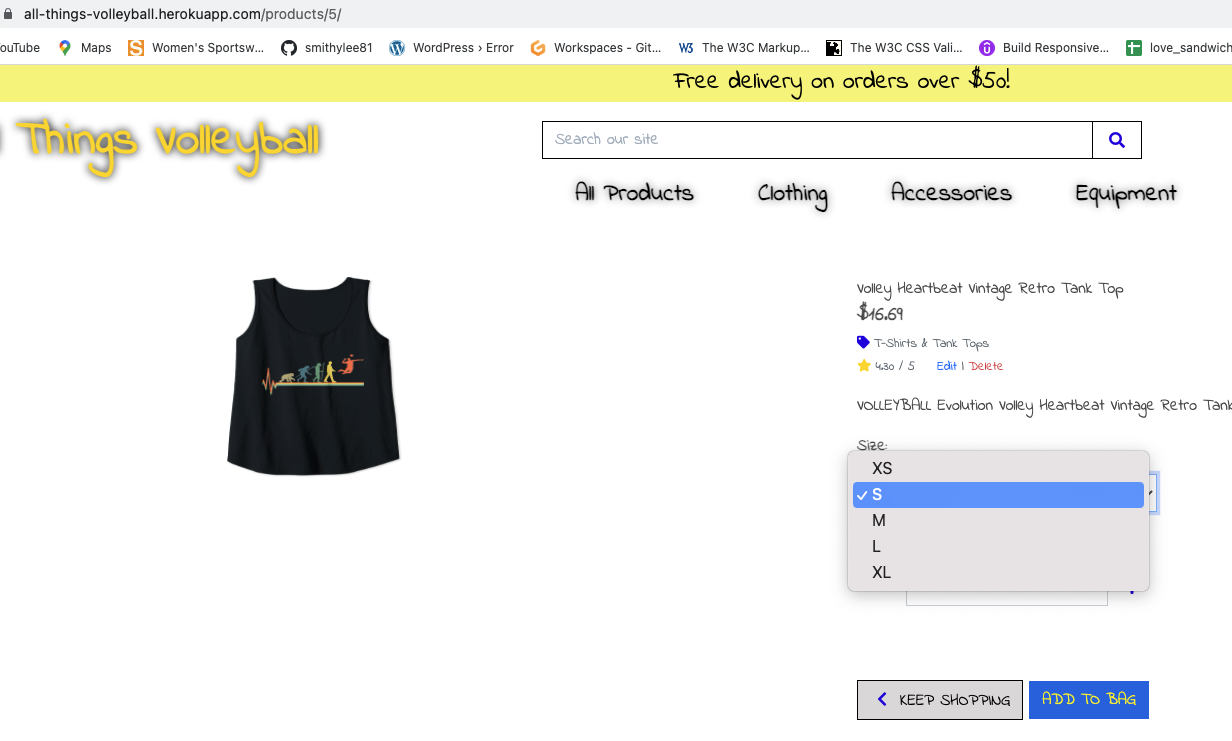 all-things-volleyball.herokuapp.com/products/5/
ouTube Maps Women's Sportsw... smithylee81 WordPress › Error Workspaces - Git... W3 The W3C Markup... The W3C CSS Vali... Build Responsive... love_sandwich
Free delivery on orders over $50!
Things Volleyball
Search our site
All Products Clothing Accessories Equipment
Volley Heartbeat Vintage Retro Tank Top
$16.69
T-Shirts & Tank Tops
4.30 / 5 Edit | Delete
VOLLEYBALL Evolution Volley Heartbeat Vintage Retro Tank
Size:
XS
S
M
L
XL
KEEP SHOPPING ADD TO BAG